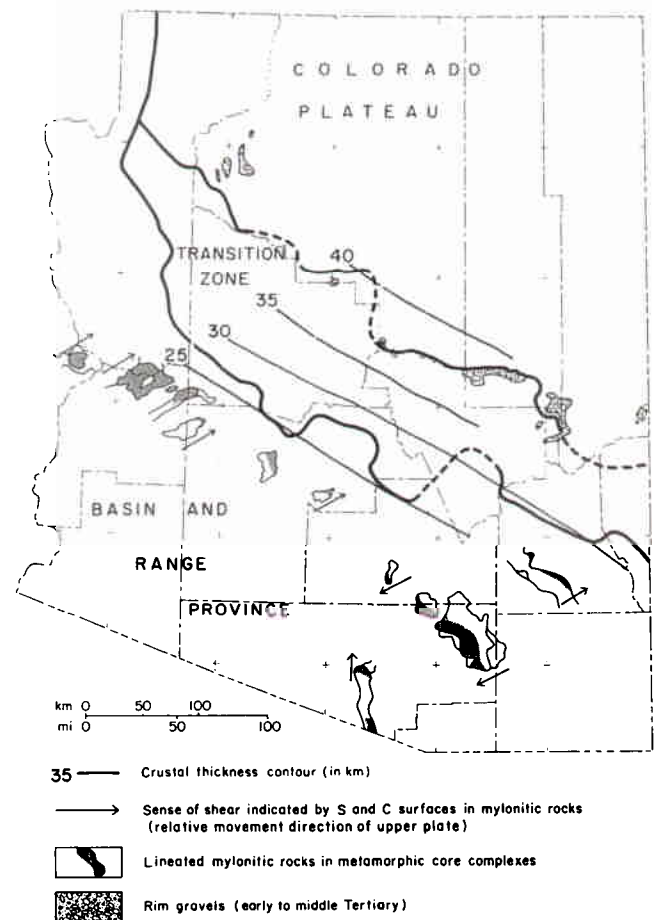 COLORADO
PLATEAU
TRANSITION
ZONE
40
35
30
25
BASIN AND
RANGE
PROVINCE
km 0 50 100
mi 0 50 100
35 Crustal thickness contour (in km)
Sense of shear indicated by S and C surfaces in mylonitic rocks
(relative movement direction of upper plate)
Lineated mylonitic rocks in metamorphic core complexes
Rim gravels (early to middle Tertiary)